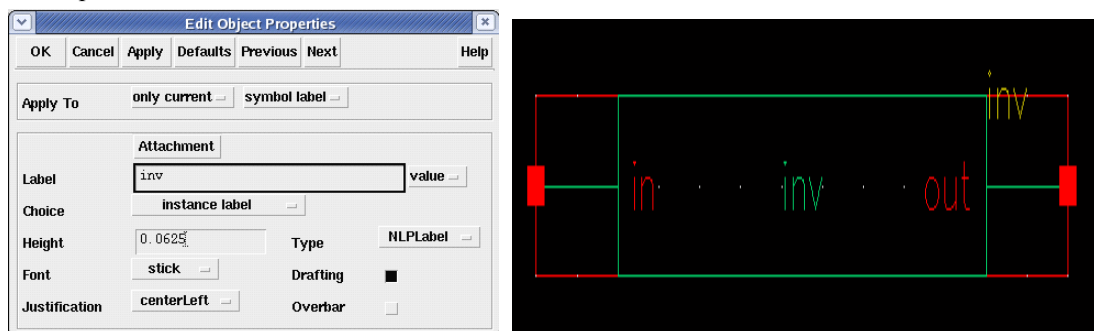 Edit Object Properties
OK Cancel Apply Defaults Previous Next Help
Apply To only current symbol label
Attachment
Label inv value
Choice instance label
Height 0.0625 Type NLPLabel
Font stick Drafting
Justification centerLeft Overbar
inv
in inv out